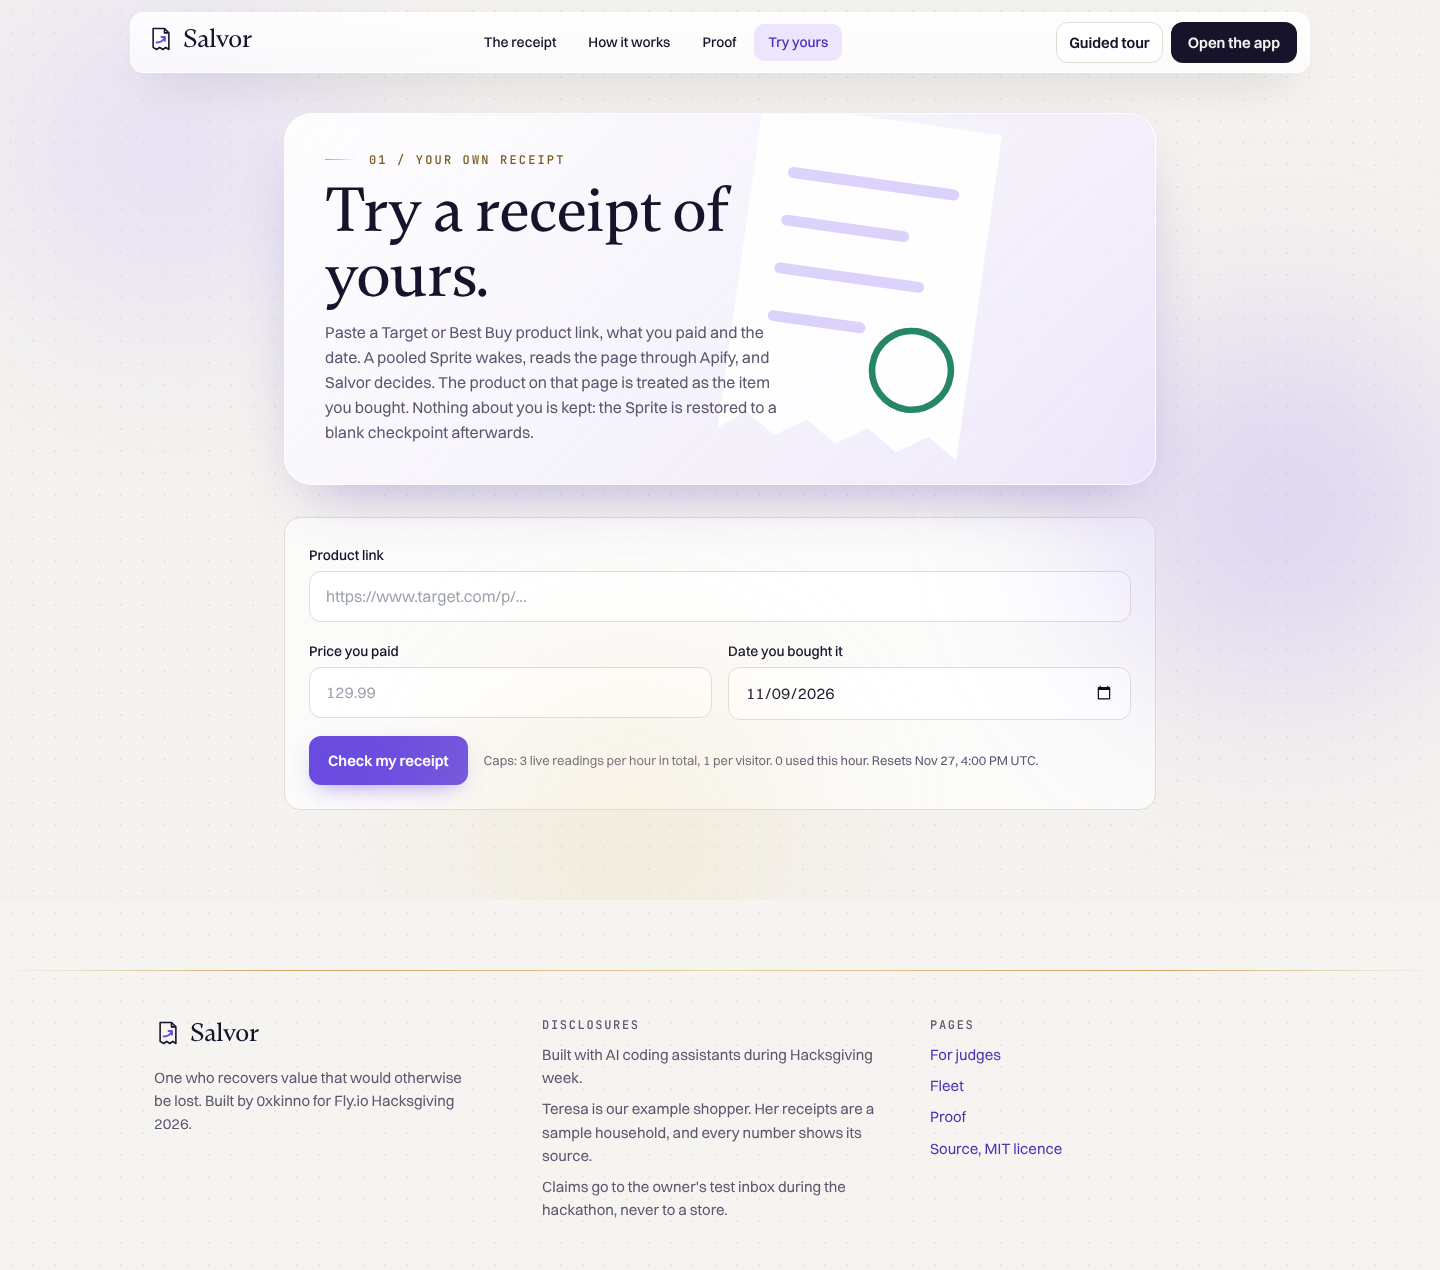 Salvor
The receipt
How it works
Proof
Try yours
Guided tour
Open the app
01 / YOUR OWN RECEIPT
Try a receipt of
yours.
Paste a Target or Best Buy product link, what you paid and the
date. A pooled Sprite wakes, reads the page through Apify, and
Salvor decides. The product on that page is treated as the item
you bought. Nothing about you is kept: the Sprite is restored to a
blank checkpoint afterwards.
Product link
https://www.target.com/p/...
Price you paid
129.99
Date you bought it
11/09/2026
Check my receipt
Caps: 3 live readings per hour in total, 1 per visitor. 0 used this hour. Resets Nov 27, 4:00 PM UTC.
Salvor
One who recovers value that would otherwise
be lost. Built by 0xkinno for Fly.io Hacksgiving
2026.
DISCLOSURES
Built with AI coding assistants during Hacksgiving
week.
Teresa is our example shopper. Her receipts are a
sample household, and every number shows its
source.
Claims go to the owner's test inbox during the
hackathon, never to a store.
PAGES
For judges
Fleet
Proof
Source, MIT licence